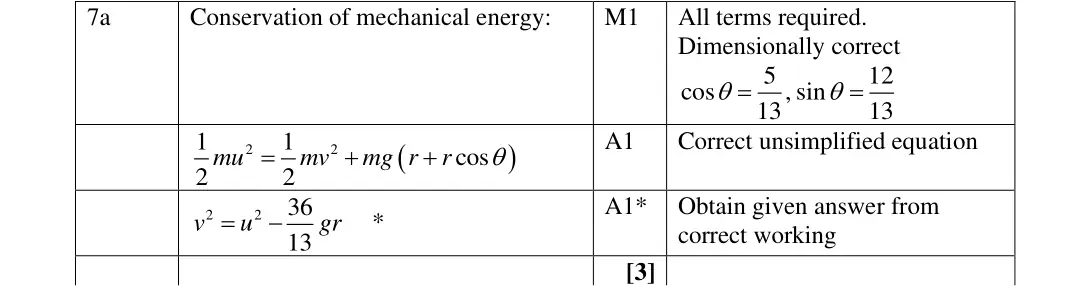 7a Conservation of mechanical energy: M1 All terms required.
Dimensionally correct
cos θ = 5/13, sin θ = 12/13
1/2 mu² = 1/2 mv² + mg (r + r cos θ) A1 Correct unsimplified equation
v² = u² − 36/13 gr * A1* Obtain given answer from
correct working
[3]